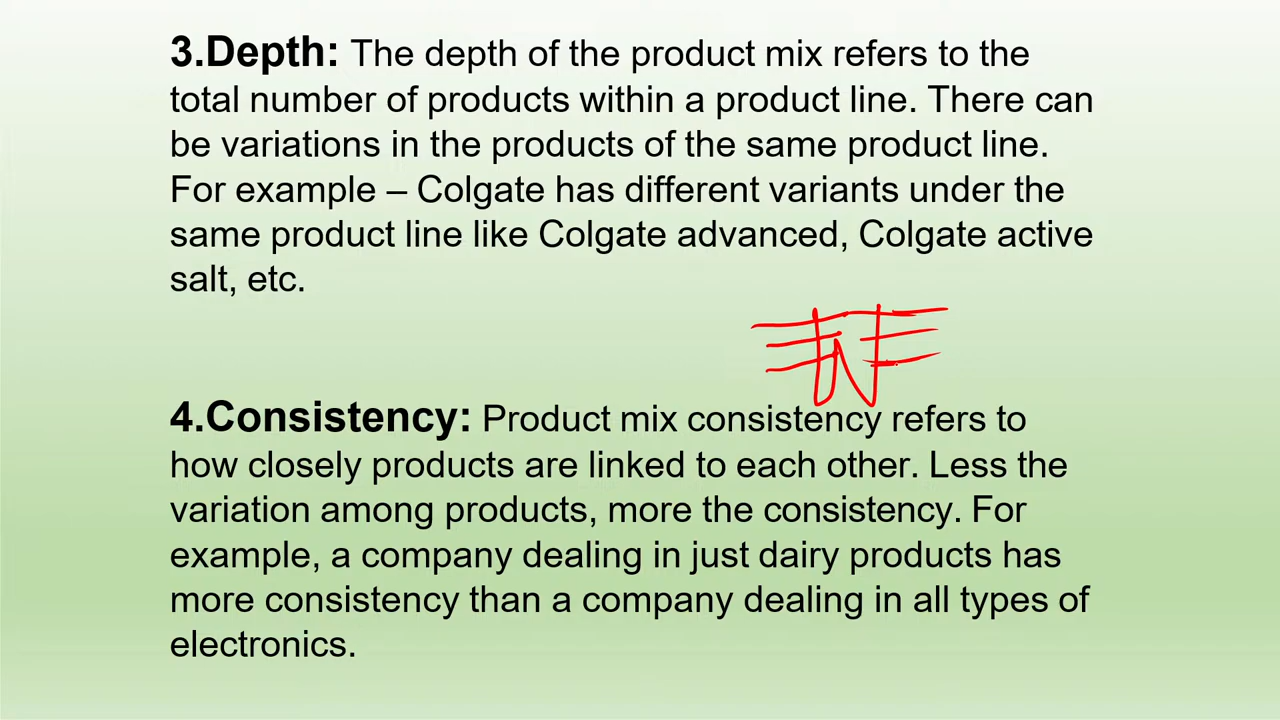 3.Depth: The depth of the product mix refers to the
total number of products within a product line. There can
be variations in the products of the same product line.
For example – Colgate has different variants under the
same product line like Colgate advanced, Colgate active
salt, etc.
4.Consistency: Product mix consistency refers to
how closely products are linked to each other. Less the
variation among products, more the consistency. For
example, a company dealing in just dairy products has
more consistency than a company dealing in all types of
electronics.